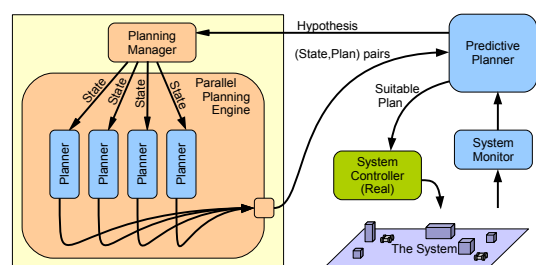 Planning
Manager
Hypothesis
(State,Plan) pairs
Predictive
Planner
State
State
State
State
Parallel
Planning
Engine
Suitable
Plan
Planner
Planner
Planner
Planner
System
Controller
(Real)
System
Monitor
The System